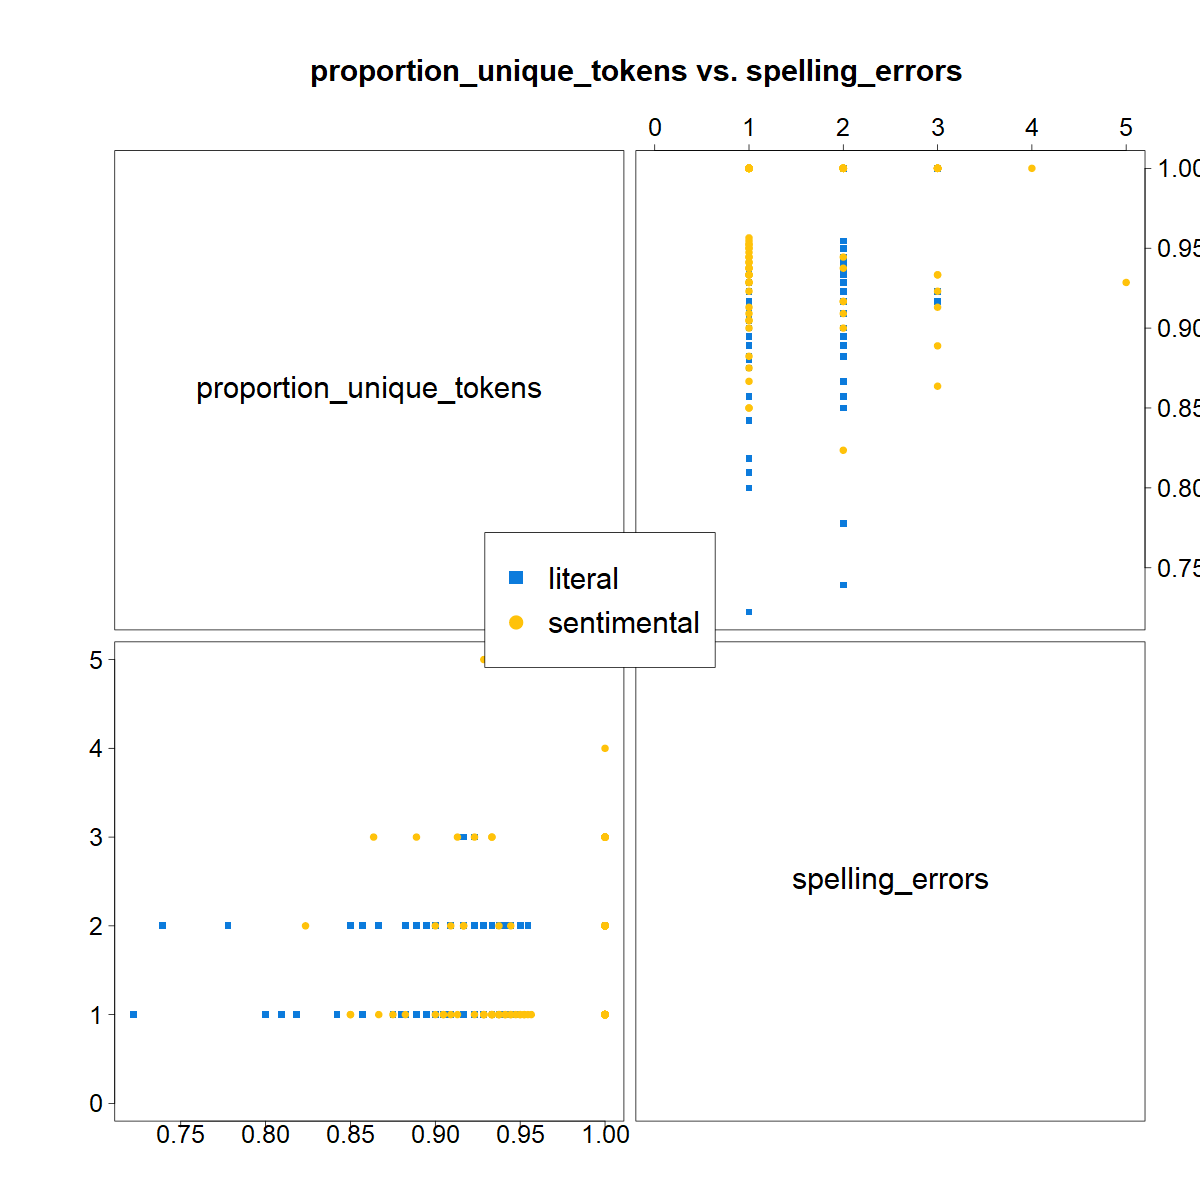 proportion_unique_tokens vs. spelling_errors
0 1 2 3 4 5
1.00
0.95
0.90
0.85
0.80
0.75
proportion_unique_tokens
literal
sentimental
5
4
3
2
1
0
spelling_errors
0.75 0.80 0.85 0.90 0.95 1.00